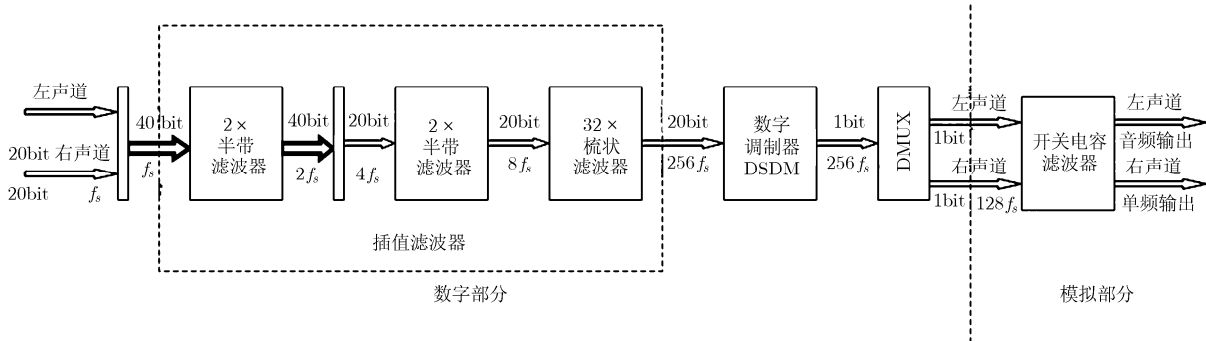 左声道
20bit 右声道
20bit
fs
40 bit
fs
2×
半带
滤波器
40bit
2fs
20bit
4fs
2×
半带
滤波器
20bit
8fs
32×
梳状
滤波器
20bit
256fs
数字
调制器
DSDM
1bit
256fs
DMUX
左声道
1bit
右声道
1bit
128fs
开关电容
滤波器
左声道
音频输出
右声道
单频输出
插值滤波器
数字部分
模拟部分